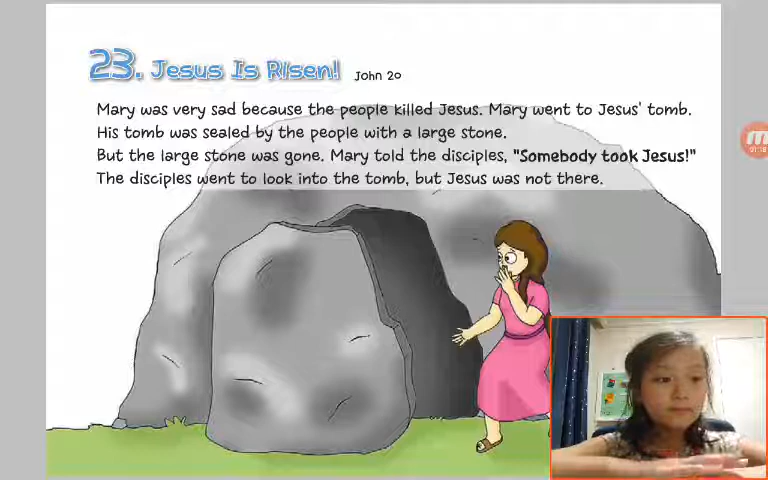 23. Jesus Is Risen! John 20
Mary was very sad because the people killed Jesus. Mary went to Jesus' tomb.
His tomb was sealed by the people with a large stone.
But the large stone was gone. Mary told the disciples, "Somebody took Jesus!"
The disciples went to look into the tomb, but Jesus was not there.
M
01:18